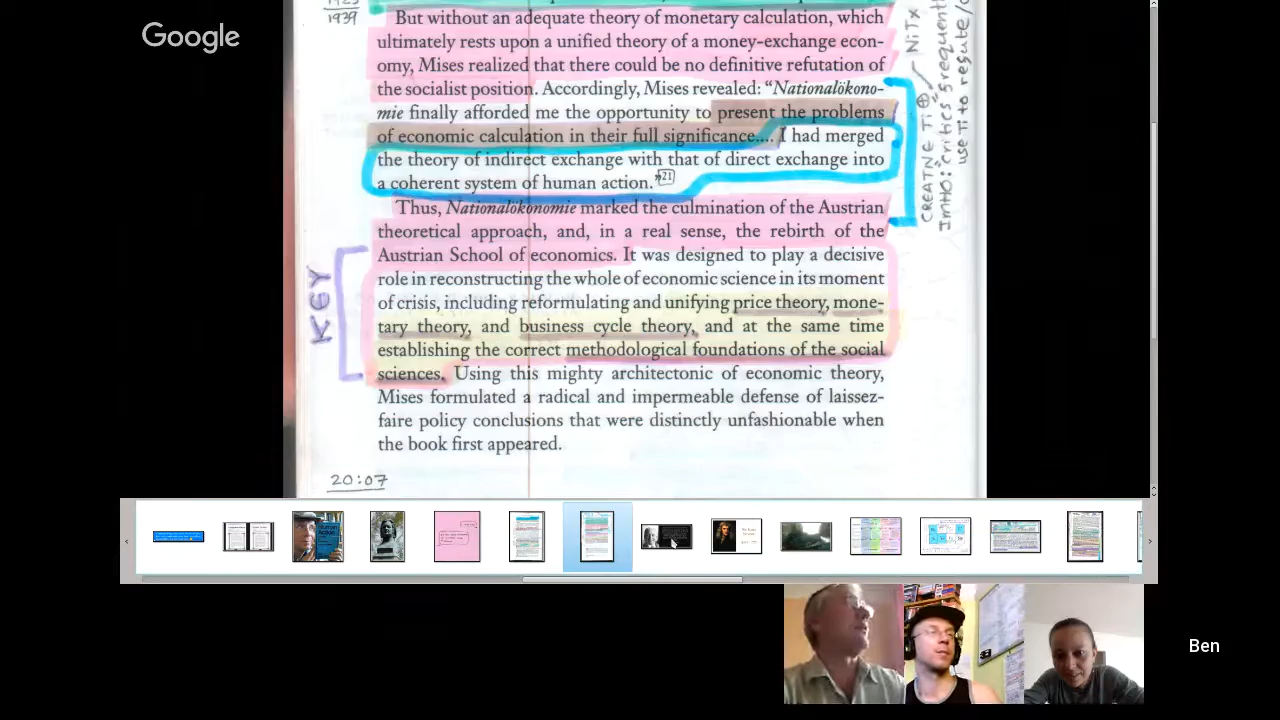 Google
1939
But without an adequate theory of monetary calculation, which
ultimately rests upon a unified theory of a money-exchange econ-
omy, Mises realized that there could be no definitive refutation of
the socialist position. Accordingly, Mises revealed: "Nationalökono-
mie finally afforded me the opportunity to present the problems
of economic calculation in their full significance.... I had merged
the theory of indirect exchange with that of direct exchange into
a coherent system of human action."21
Thus, Nationalökonomie marked the culmination of the Austrian
theoretical approach, and, in a real sense, the rebirth of the
Austrian School of economics. It was designed to play a decisive
role in reconstructing the whole of economic science in its moment
of crisis, including reformulating and unifying price theory, mone-
tary theory, and business cycle theory, and at the same time
establishing the correct methodological foundations of the social
sciences. Using this mighty architectonic of economic theory,
Mises formulated a radical and impermeable defense of laissez-
faire policy conclusions that were distinctly unfashionable when
the book first appeared.
20:07
KEY
NiTx
IMHO: "critics"
use Ti to
Ben